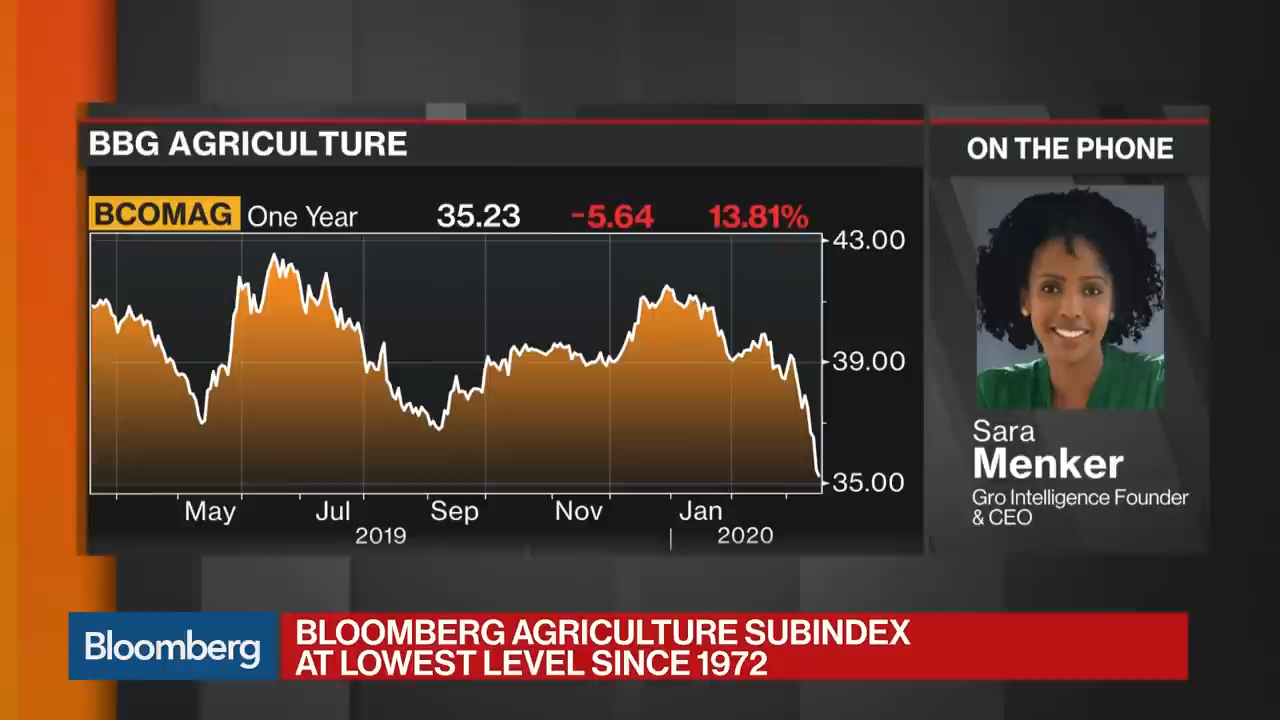 BBG AGRICULTURE
BCOMAG One Year 35.23 -5.64 13.81%
43.00
39.00
35.00
May Jul Sep Nov Jan
2019 2020
ON THE PHONE
Sara
Menker
Gro Intelligence Founder
& CEO
Bloomberg
BLOOMBERG AGRICULTURE SUBINDEX
AT LOWEST LEVEL SINCE 1972